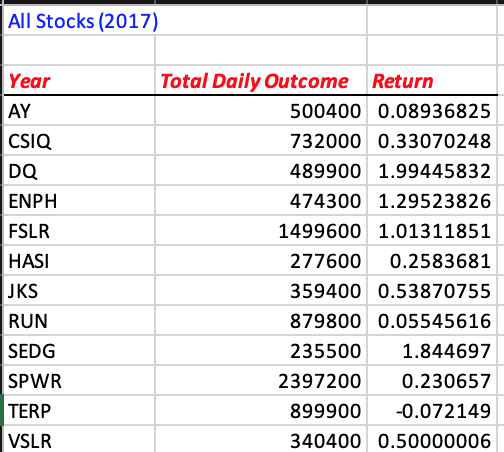 All Stocks (2017)
Year Total Daily Outcome Return
AY 500400 0.08936825
CSIQ 732000 0.33070248
DQ 489900 1.99445832
ENPH 474300 1.29523826
FSLR 1499600 1.01311851
HASI 277600 0.2583681
JKS 359400 0.53870755
RUN 879800 0.05545616
SEDG 235500 1.844697
SPWR 2397200 0.230657
TERP 899900 -0.072149
VSLR 340400 0.50000006